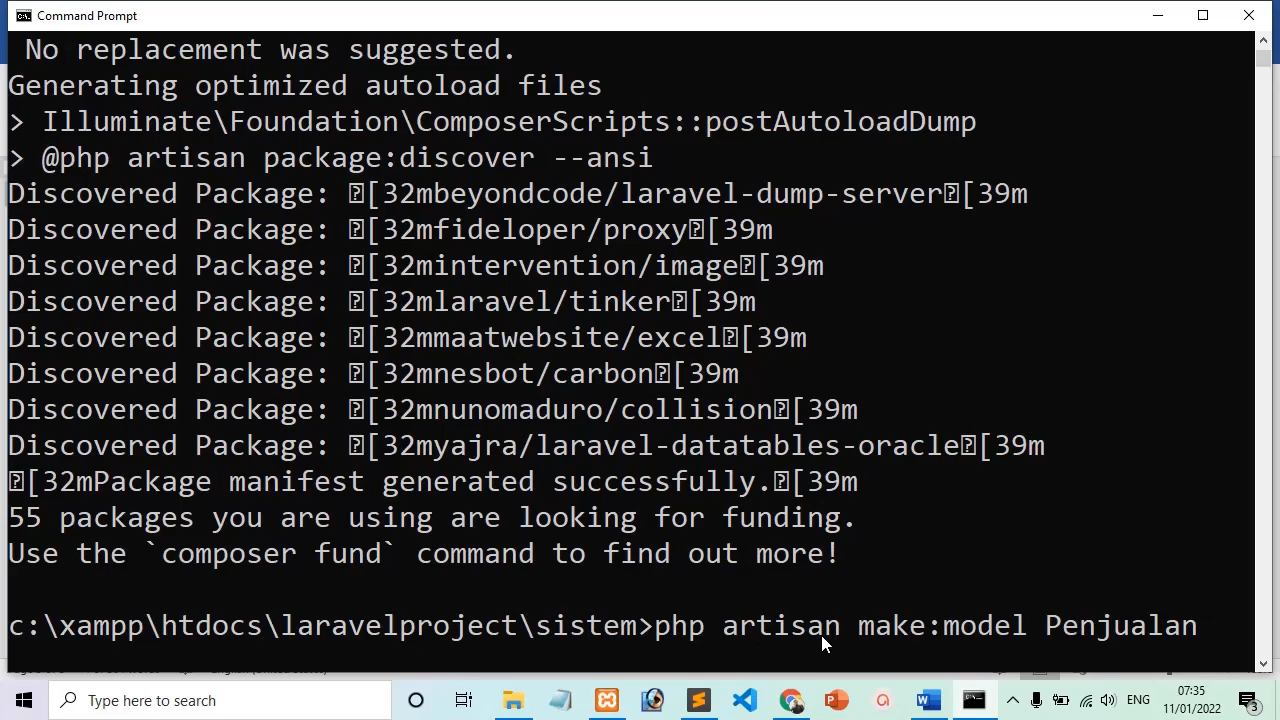 Command Prompt
No replacement was suggested.
Generating optimized autoload files
> Illuminate\Foundation\ComposerScripts::postAutoloadDump
> @php artisan package:discover --ansi
Discovered Package: �[32mbeyondcode/laravel-dump-server�[39m
Discovered Package: �[32mfideloper/proxy�[39m
Discovered Package: �[32mintervention/image�[39m
Discovered Package: �[32mlaravel/tinker�[39m
Discovered Package: �[32mmaatwebsite/excel�[39m
Discovered Package: �[32mnesbot/carbon�[39m
Discovered Package: �[32mnunomaduro/collision�[39m
Discovered Package: �[32myajra/laravel-datatables-oracle�[39m
�[32mPackage manifest generated successfully.�[39m
55 packages you are using are looking for funding.
Use the `composer fund` command to find out more!
c:\xampp\htdocs\laravelproject\sistem>php artisan make:model Penjualan
Type here to search
ENG
07:35
11/01/2022
3